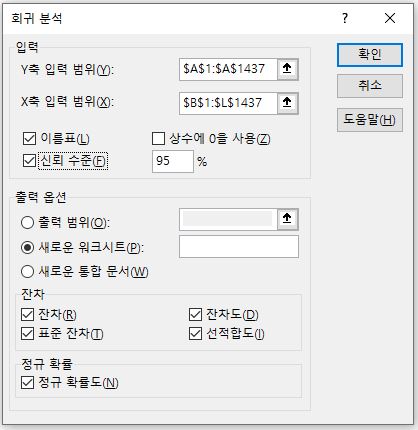 회귀 분석 ? ×
입력
Y축 입력 범위(Y): $A$1:$A$1437
X축 입력 범위(X): $B$1:$L$1437
이름표(L) 상수에 0을 사용(Z)
신뢰 수준(F) 95 %
확인
취소
도움말(H)
출력 옵션
출력 범위(O):
새로운 워크시트(P):
새로운 통합 문서(W)
잔차
잔차(R) 잔차도(D)
표준 잔차(T) 선적합도(I)
정규 확률
정규 확률도(N)